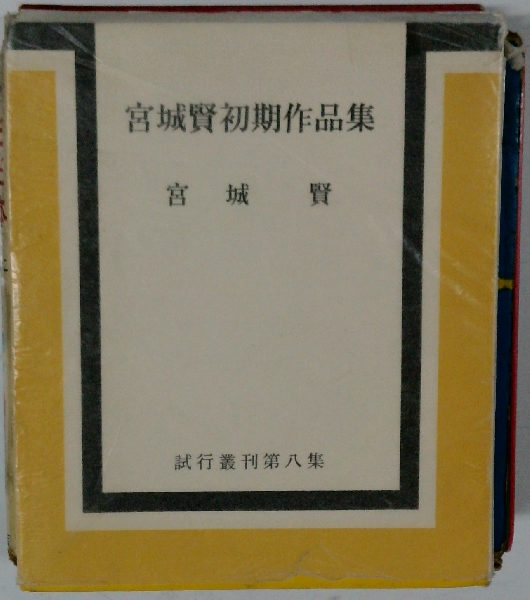 宮城賢初期作品集
宮城 賢
試行叢刊第八集